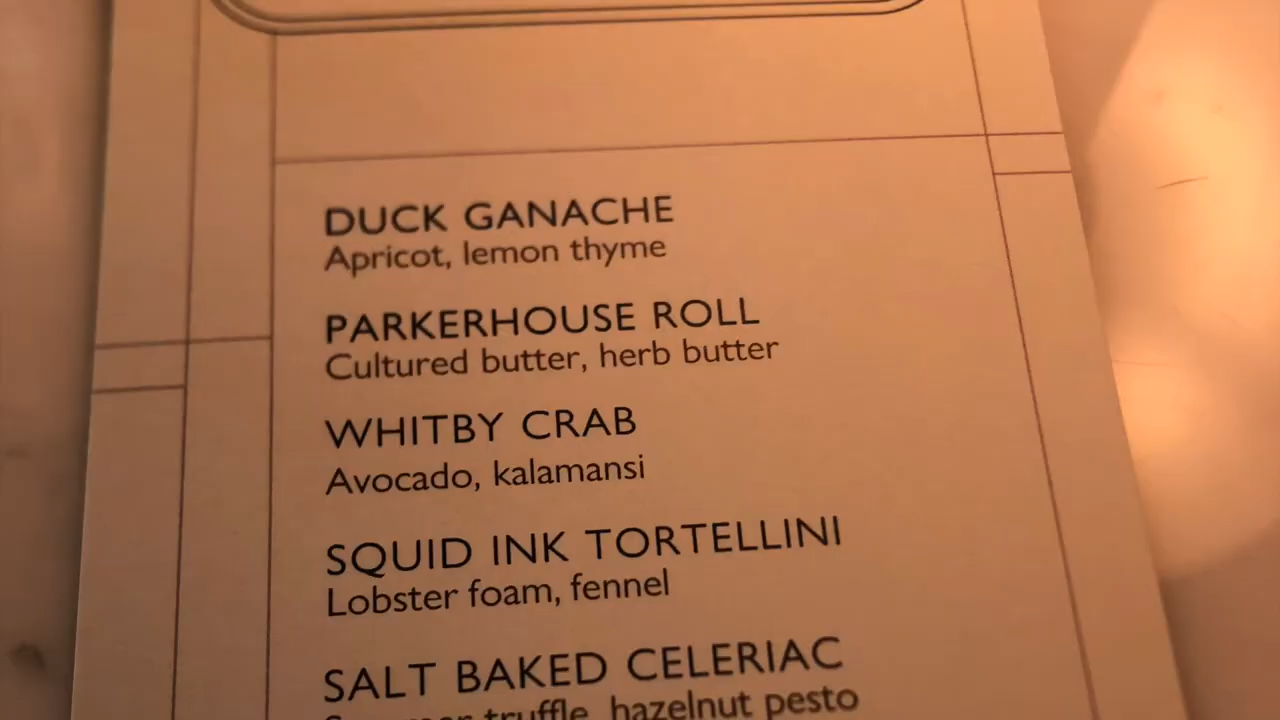 DUCK GANACHE
Apricot, lemon thyme
PARKERHOUSE ROLL
Cultured butter, herb butter
WHITBY CRAB
Avocado, kalamansi
SQUID INK TORTELLINI
Lobster foam, fennel
SALT BAKED CELERIAC
truffle, hazelnut pesto